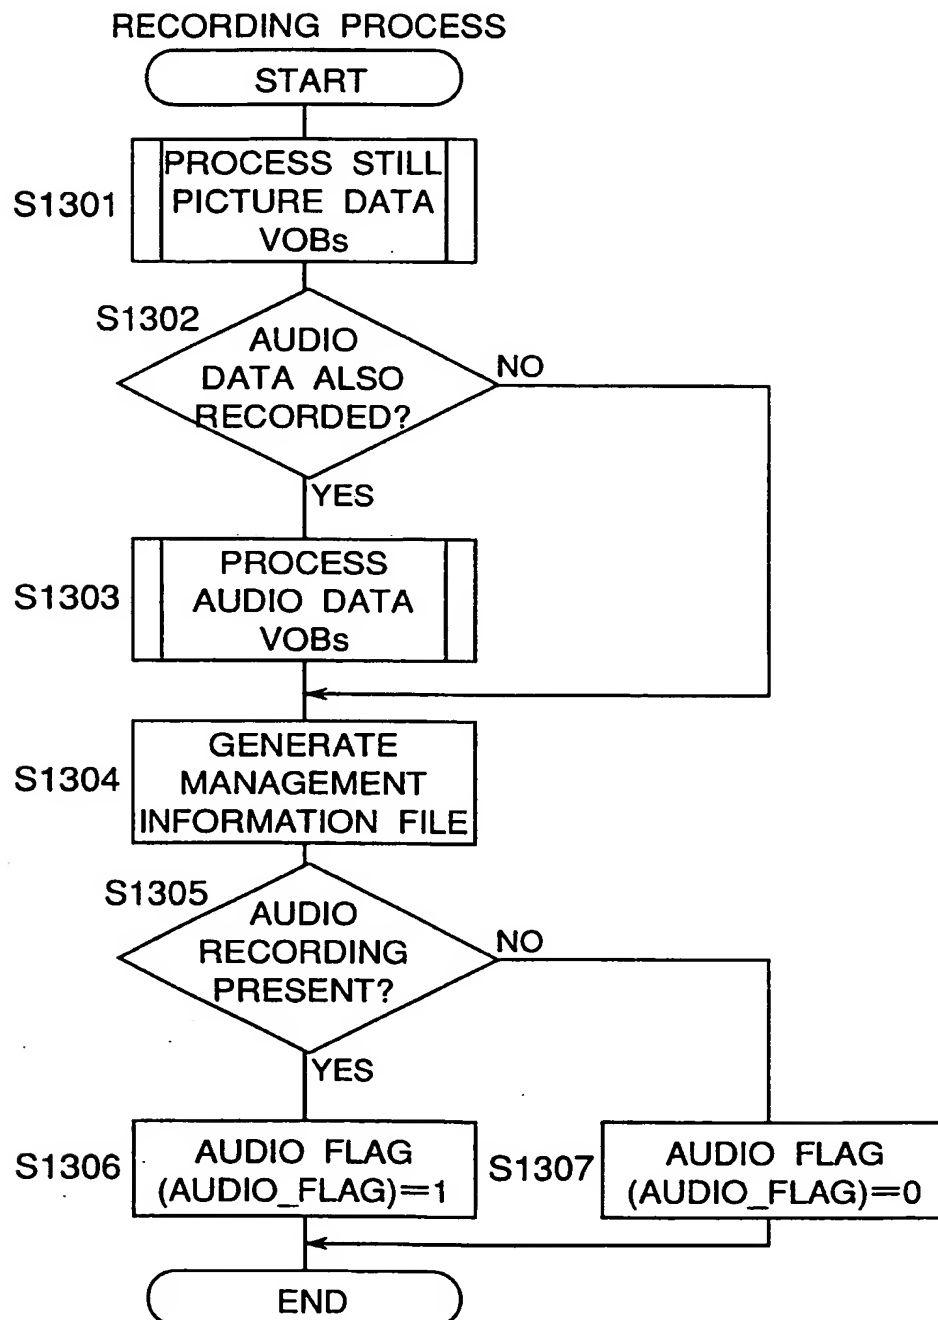 RECORDING PROCESS
START
S1301
PROCESS STILL
PICTURE DATA
VOBs
S1302
AUDIO
DATA ALSO
RECORDED?
NO
YES
S1303
PROCESS
AUDIO DATA
VOBs
S1304
GENERATE
MANAGEMENT
INFORMATION FILE
S1305
AUDIO
RECORDING
PRESENT?
NO
YES
S1306
AUDIO FLAG
(AUDIO_FLAG)=1
S1307
AUDIO FLAG
(AUDIO_FLAG)=0
END